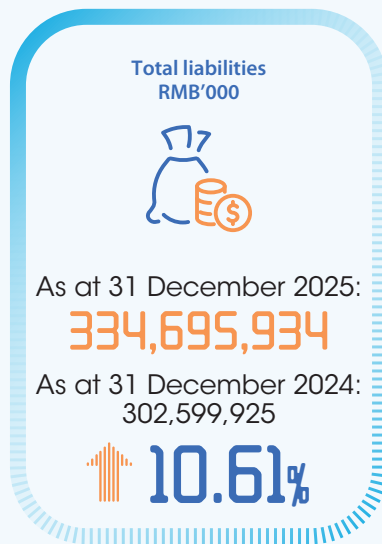 Total liabilities
RMB’000
$
As at 31 December 2025:
334,695,934
As at 31 December 2024:
302,599,925
10.61%